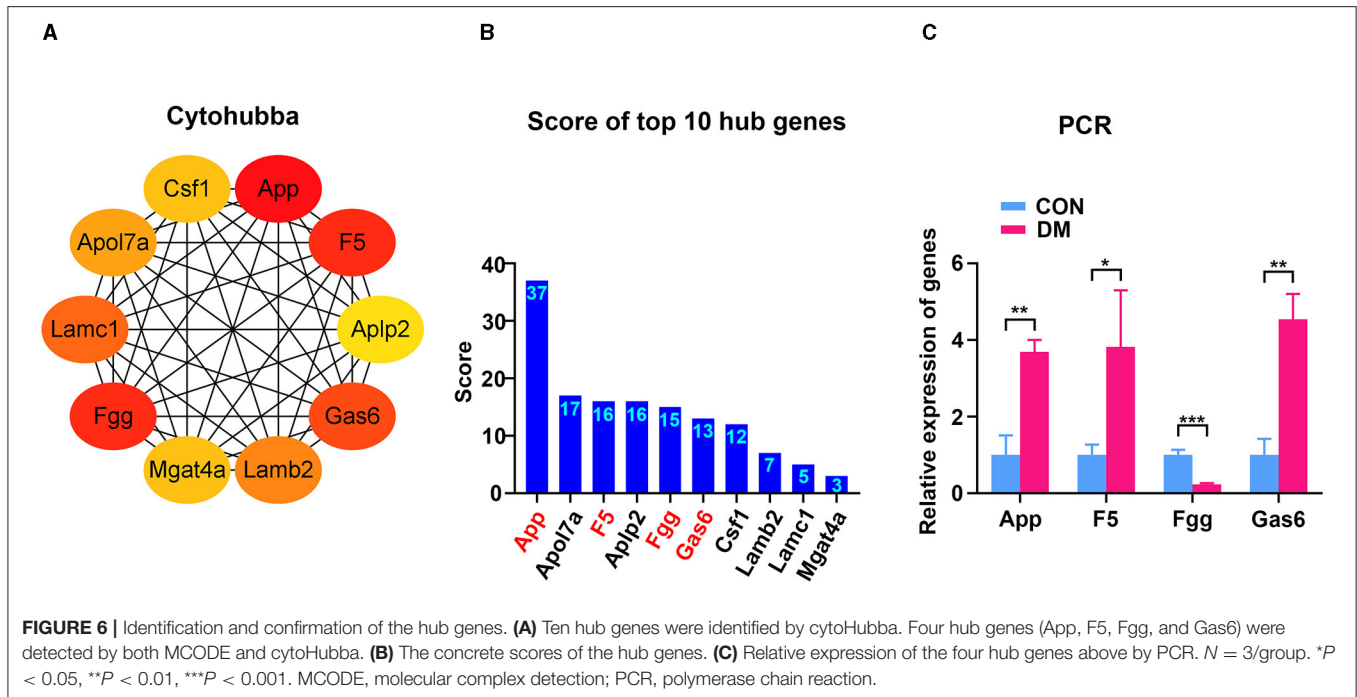 A
B
C
Cytohubba
Csf1
App
Apol7a
F5
Lamc1
Aplp2
Fgg
Gas6
Mgat4a
Lamb2
Score of top 10 hub genes
Score
40
30
20
10
0
37
17
16
16
15
13
12
7
5
3
App
Apol7a
F5
Aplp2
Fgg
Gas6
Csf1
Lamb2
Lamc1
Mgat4a
PCR
CON
DM
Relative expression of genes
6
4
2
0
**
*
***
**
App
F5
Fgg
Gas6
FIGURE 6 | Identification and confirmation of the hub genes. (A) Ten hub genes were identified by cytoHubba. Four hub genes (App, F5, Fgg, and Gas6) were
detected by both MCODE and cytoHubba. (B) The concrete scores of the hub genes. (C) Relative expression of the four hub genes above by PCR. N = 3/group. *P
< 0.05, **P < 0.01, ***P < 0.001. MCODE, molecular complex detection; PCR, polymerase chain reaction.